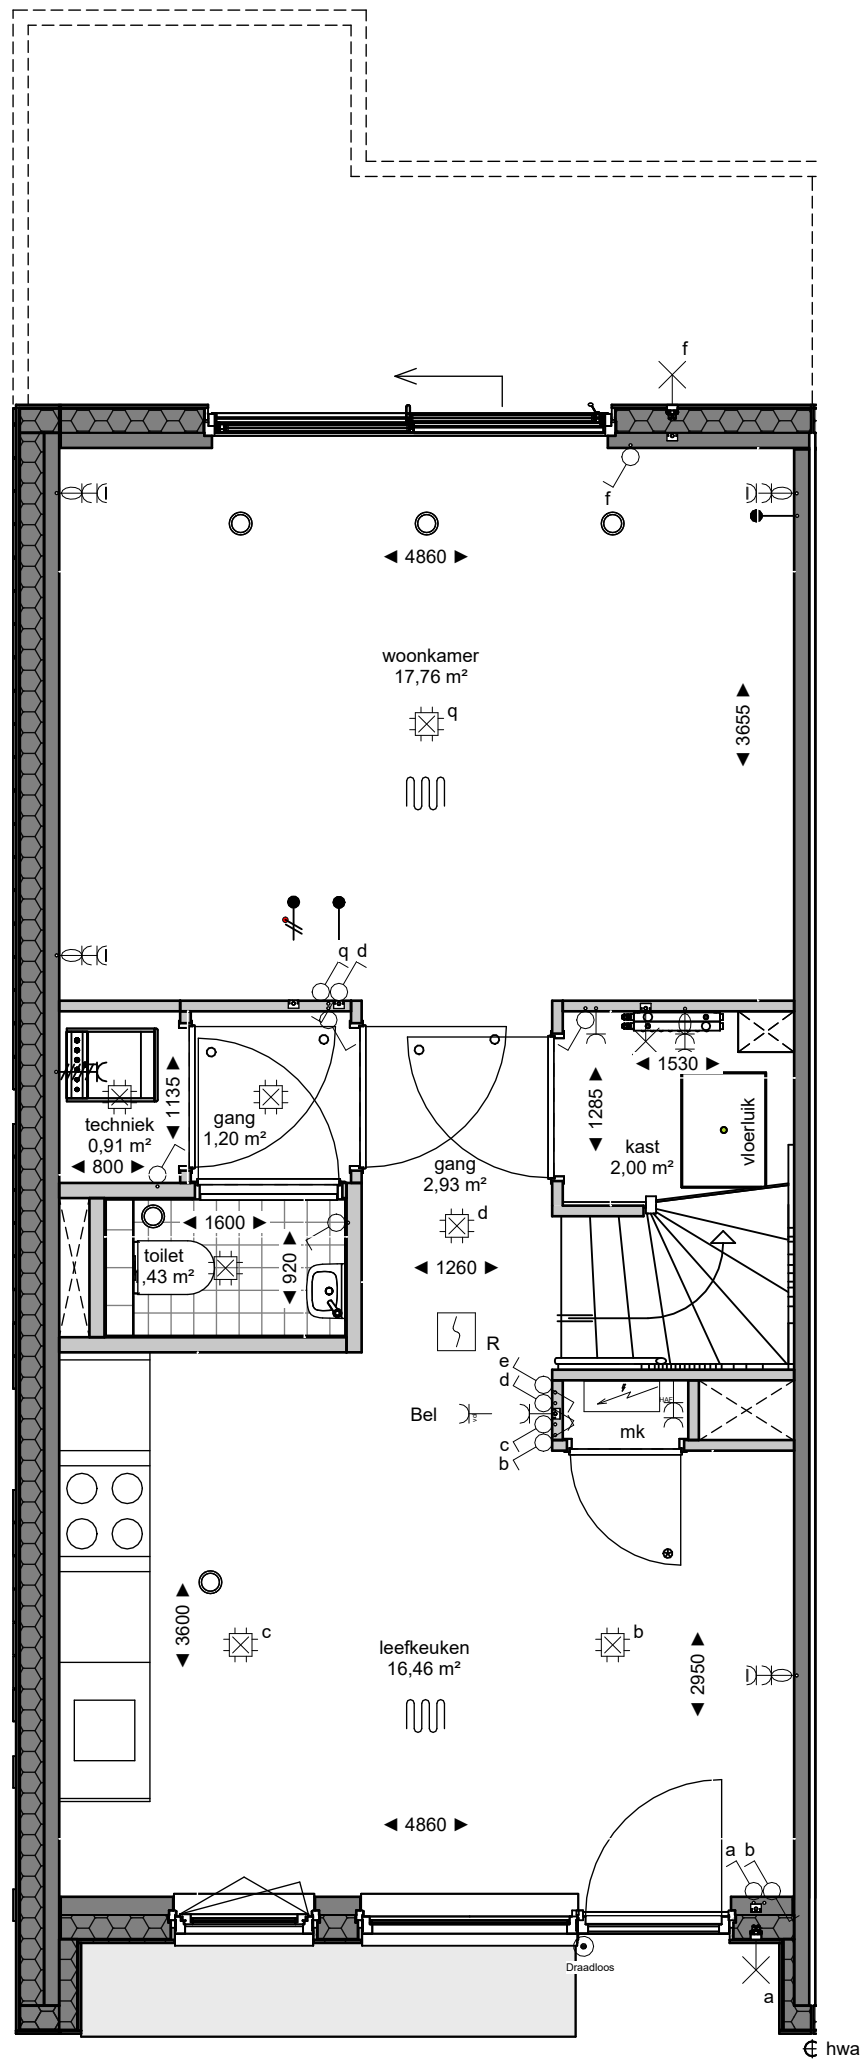 f
f
4860
woonkamer
17,76 m²
3655
q
q d
1135
techniek
0,91 m²
800
gang
1,20 m²
1530
1285
kast
2,00 m²
vloerluik
gang
2,93 m²
d
1600
toilet
,43 m²
920
1260
R
e
d
Bel
c
b
HAF
mk
3600
c
b
leefkeuken
16,46 m²
2950
4860
a b
Draadloos
a
hwa